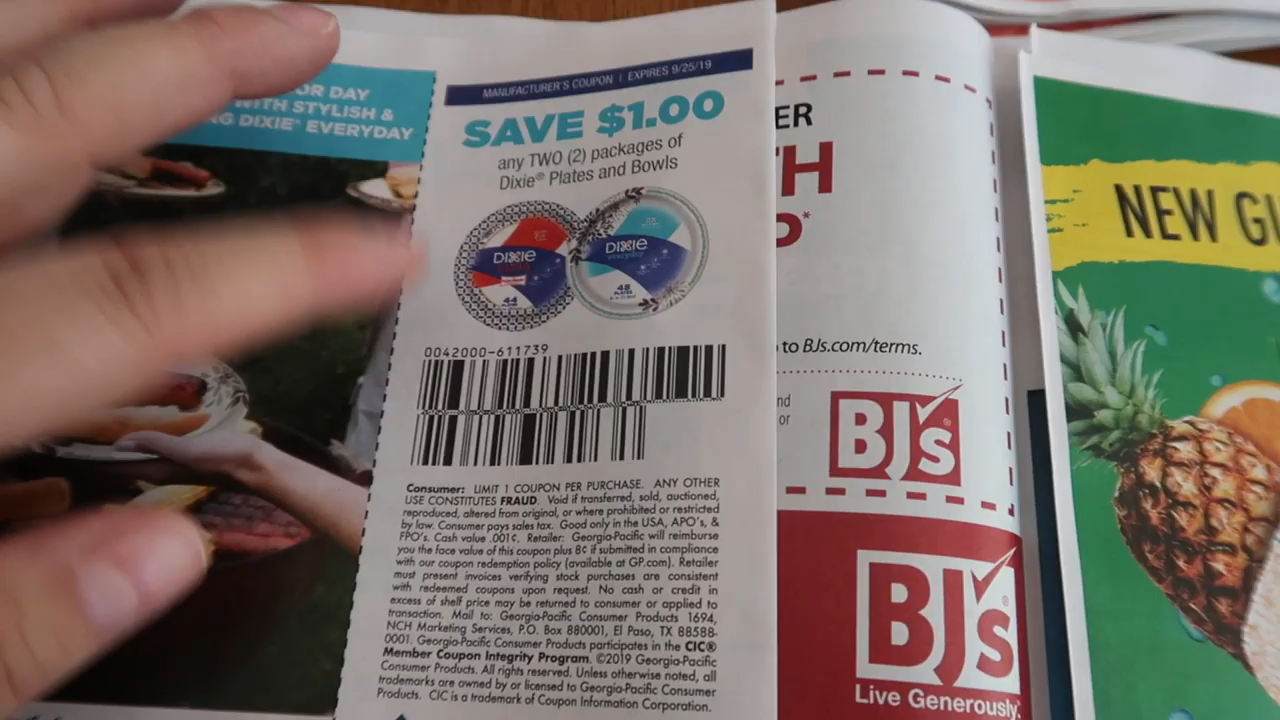 OR DAY
WITH STYLISH &
G DIXIE® EVERYDAY
MANUFACTURER'S COUPON | EXPIRES 9/25/19
SAVE $1.00
any TWO (2) packages of
Dixie® Plates and Bowls
DIXIE
DIXIE
everyday
44
48
PLATES
0042000-611739
Consumer: LIMIT 1 COUPON PER PURCHASE. ANY OTHER
USE CONSTITUTES FRAUD. Void if transferred, sold, auctioned,
reproduced, altered from original, or where prohibited or restricted
by law. Consumer pays sales tax. Good only in the USA, APO's, &
FPO's. Cash value .001¢. Retailer: Georgia-Pacific will reimburse
you the face value of this coupon plus 8¢ if submitted in compliance
with our coupon redemption policy (available at GP.com). Retailer
must present invoices verifying stock purchases are consistent
with redeemed coupons upon request. No cash or credit in
excess of shelf price may be returned to consumer or applied to
transaction. Mail to: Georgia-Pacific Consumer Products 1694,
NCH Marketing Services, P.O. Box 880001, El Paso, TX 88588-
0001. Georgia-Pacific Consumer Products participates in the CIC®
Member Coupon Integrity Program. ©2019 Georgia-Pacific
Consumer Products. All rights reserved. Unless otherwise noted, all
trademarks are owned by or licensed to Georgia-Pacific Consumer
Products. CIC is a trademark of Coupon Information Corporation.
ER
H
P*
to BJs.com/terms.
nd
or
BJs®
BJs®
Live Generously.®
NEW GU